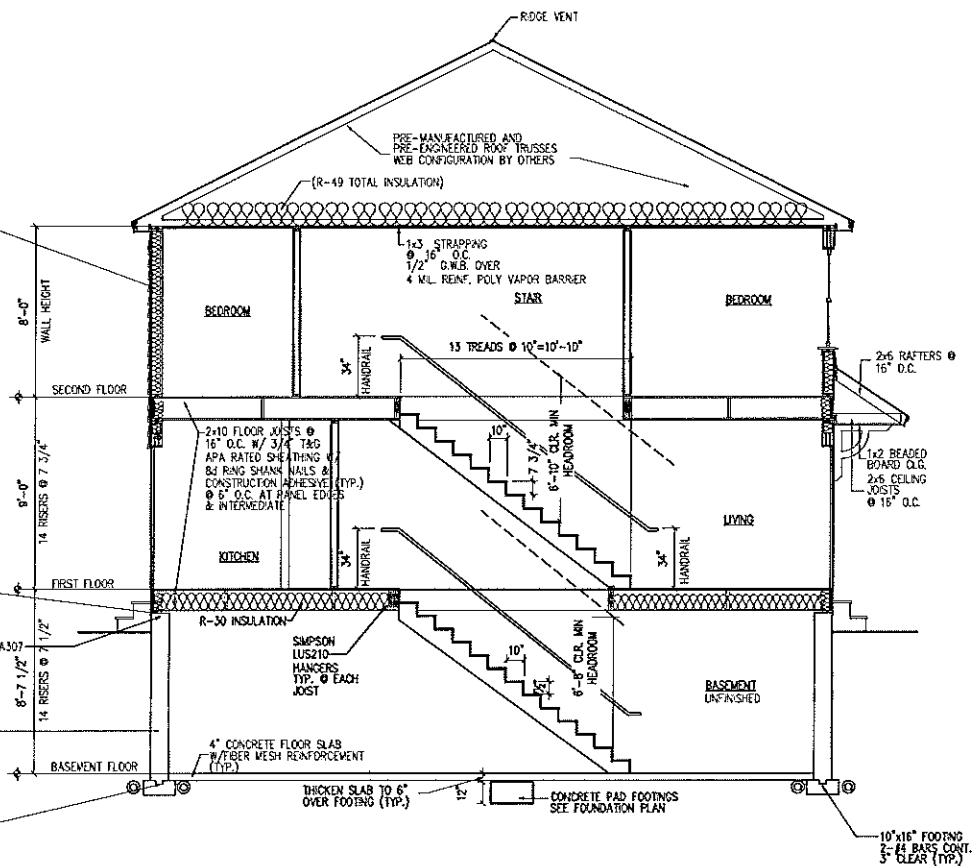 RIDGE VENT
PRE-MANUFACTURED AND
PRE-ENGINEERED ROOF TRUSSES
WEB CONFIGURATION BY OTHERS
(R-49 TOTAL INSULATION)
1x3 STRAPPING
@ 16" O.C.
1/2" G.W.B. OVER
4 MIL. REINF. POLY VAPOR BARRIER
8'-0"
WALL HEIGHT
BEDROOM
STAIR
BEDROOM
13 TREADS @ 10"=10'-10"
34"
HANDRAIL
2x6 RAFTERS @
16" O.C.
SECOND FLOOR
2x10 FLOOR JOISTS @
16" O.C. W/ 3/4" T&G
APA RATED SHEATHING W/
8d RING SHANK NAILS &
CONSTRUCTION ADHESIVE (TYP.)
@ 6" O.C. AT PANEL EDGES
& INTERMEDIATE
10"
7 3/4"
6'-10" CLR. MIN
HEADROOM
1x2 BEADED
BOARD CLG.
2x6 CEILING
JOISTS
@ 16" O.C.
9'-0"
14 RISERS @ 7 3/4"
KITCHEN
34"
HANDRAIL
LIVING
34"
HANDRAIL
FIRST FLOOR
R-30 INSULATION
SIMPSON
LUS210
HANGERS
TYP. @ EACH
JOIST
A307
8'-7 1/2"
14 RISERS @ 7 1/2"
10"
6'-8" CLR. MIN
HEADROOM
BASEMENT
UNFINISHED
4" CONCRETE FLOOR SLAB
W/FIBER MESH REINFORCEMENT
(TYP.)
BASEMENT FLOOR
THICKEN SLAB TO 6"
OVER FOOTING (TYP.)
12"
CONCRETE PAD FOOTINGS
SEE FOUNDATION PLAN
10"x16" FOOTING
2-#4 BARS CONT.
3" CLEAR (TYP.)